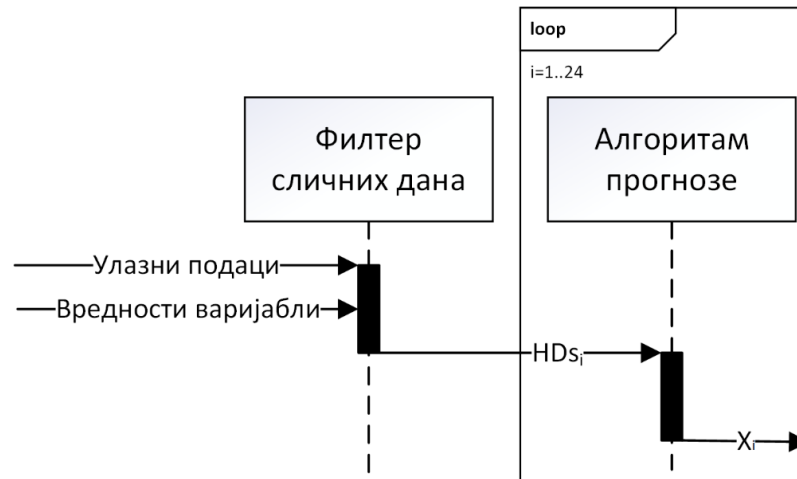 loop
i=1..24
Филтер
сличних дана
Алгоритам
прогнозе
Улазни подаци
Вредности варијабли
HDsᵢ
Xᵢ